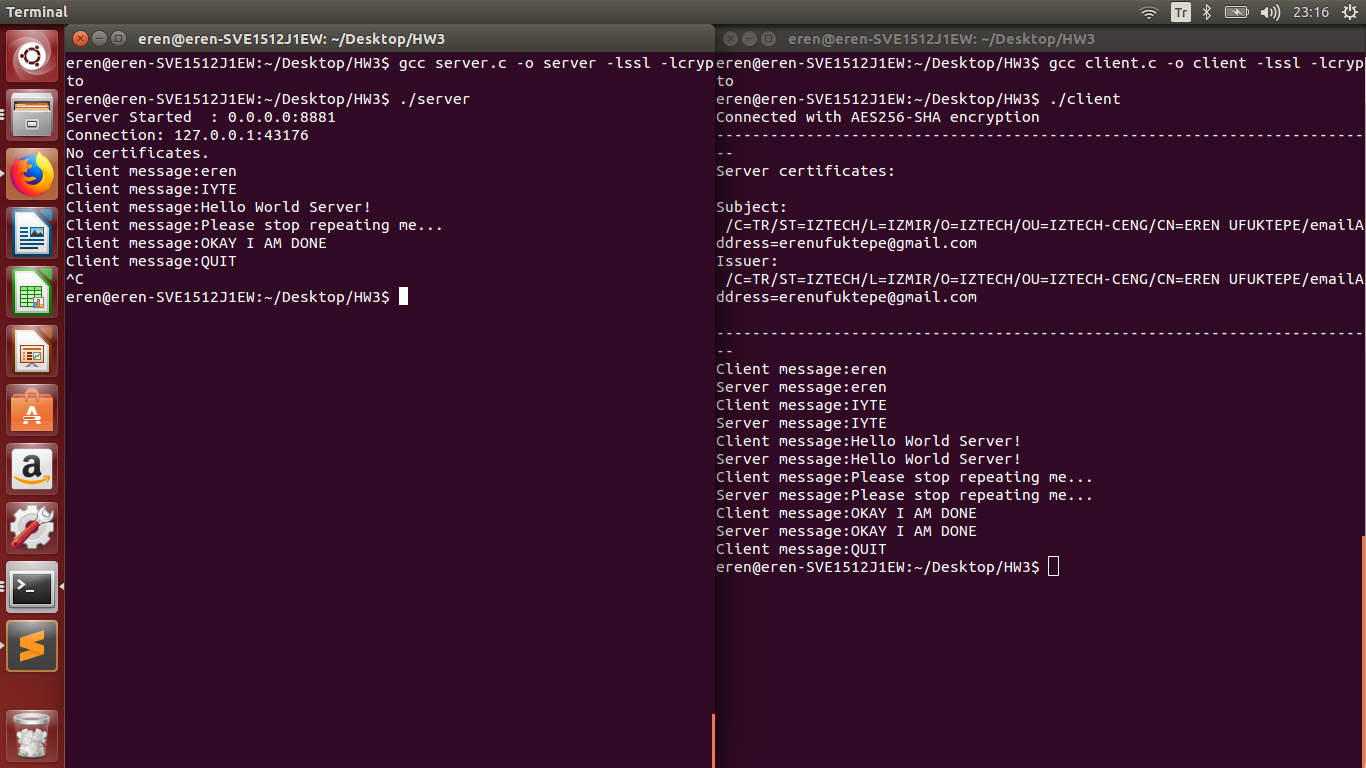 Terminal
Tr
23:16
eren@eren-SVE1512J1EW: ~/Desktop/HW3
eren@eren-SVE1512J1EW:~/Desktop/HW3$ gcc server.c -o server -lssl -lcryp
to
eren@eren-SVE1512J1EW:~/Desktop/HW3$ ./server
Server Started  : 0.0.0.0:8881
Connection: 127.0.0.1:43176
No certificates.
Client message:eren
Client message:IYTE
Client message:Hello World Server!
Client message:Please stop repeating me...
Client message:OKAY I AM DONE
Client message:QUIT
^C
eren@eren-SVE1512J1EW:~/Desktop/HW3$
eren@eren-SVE1512J1EW: ~/Desktop/HW3
eren@eren-SVE1512J1EW:~/Desktop/HW3$ gcc client.c -o client -lssl -lcryp
to
eren@eren-SVE1512J1EW:~/Desktop/HW3$ ./client
Connected with AES256-SHA encryption
------------------------------------------------------------------------
--
Server certificates:
Subject:
 /C=TR/ST=IZTECH/L=IZMIR/O=IZTECH/OU=IZTECH-CENG/CN=EREN UFUKTEPE/emailA
ddress=erenufuktepe@gmail.com
Issuer:
 /C=TR/ST=IZTECH/L=IZMIR/O=IZTECH/OU=IZTECH-CENG/CN=EREN UFUKTEPE/emailA
ddress=erenufuktepe@gmail.com
------------------------------------------------------------------------
--
Client message:eren
Server message:eren
Client message:IYTE
Server message:IYTE
Client message:Hello World Server!
Server message:Hello World Server!
Client message:Please stop repeating me...
Server message:Please stop repeating me...
Client message:OKAY I AM DONE
Server message:OKAY I AM DONE
Client message:QUIT
eren@eren-SVE1512J1EW:~/Desktop/HW3$